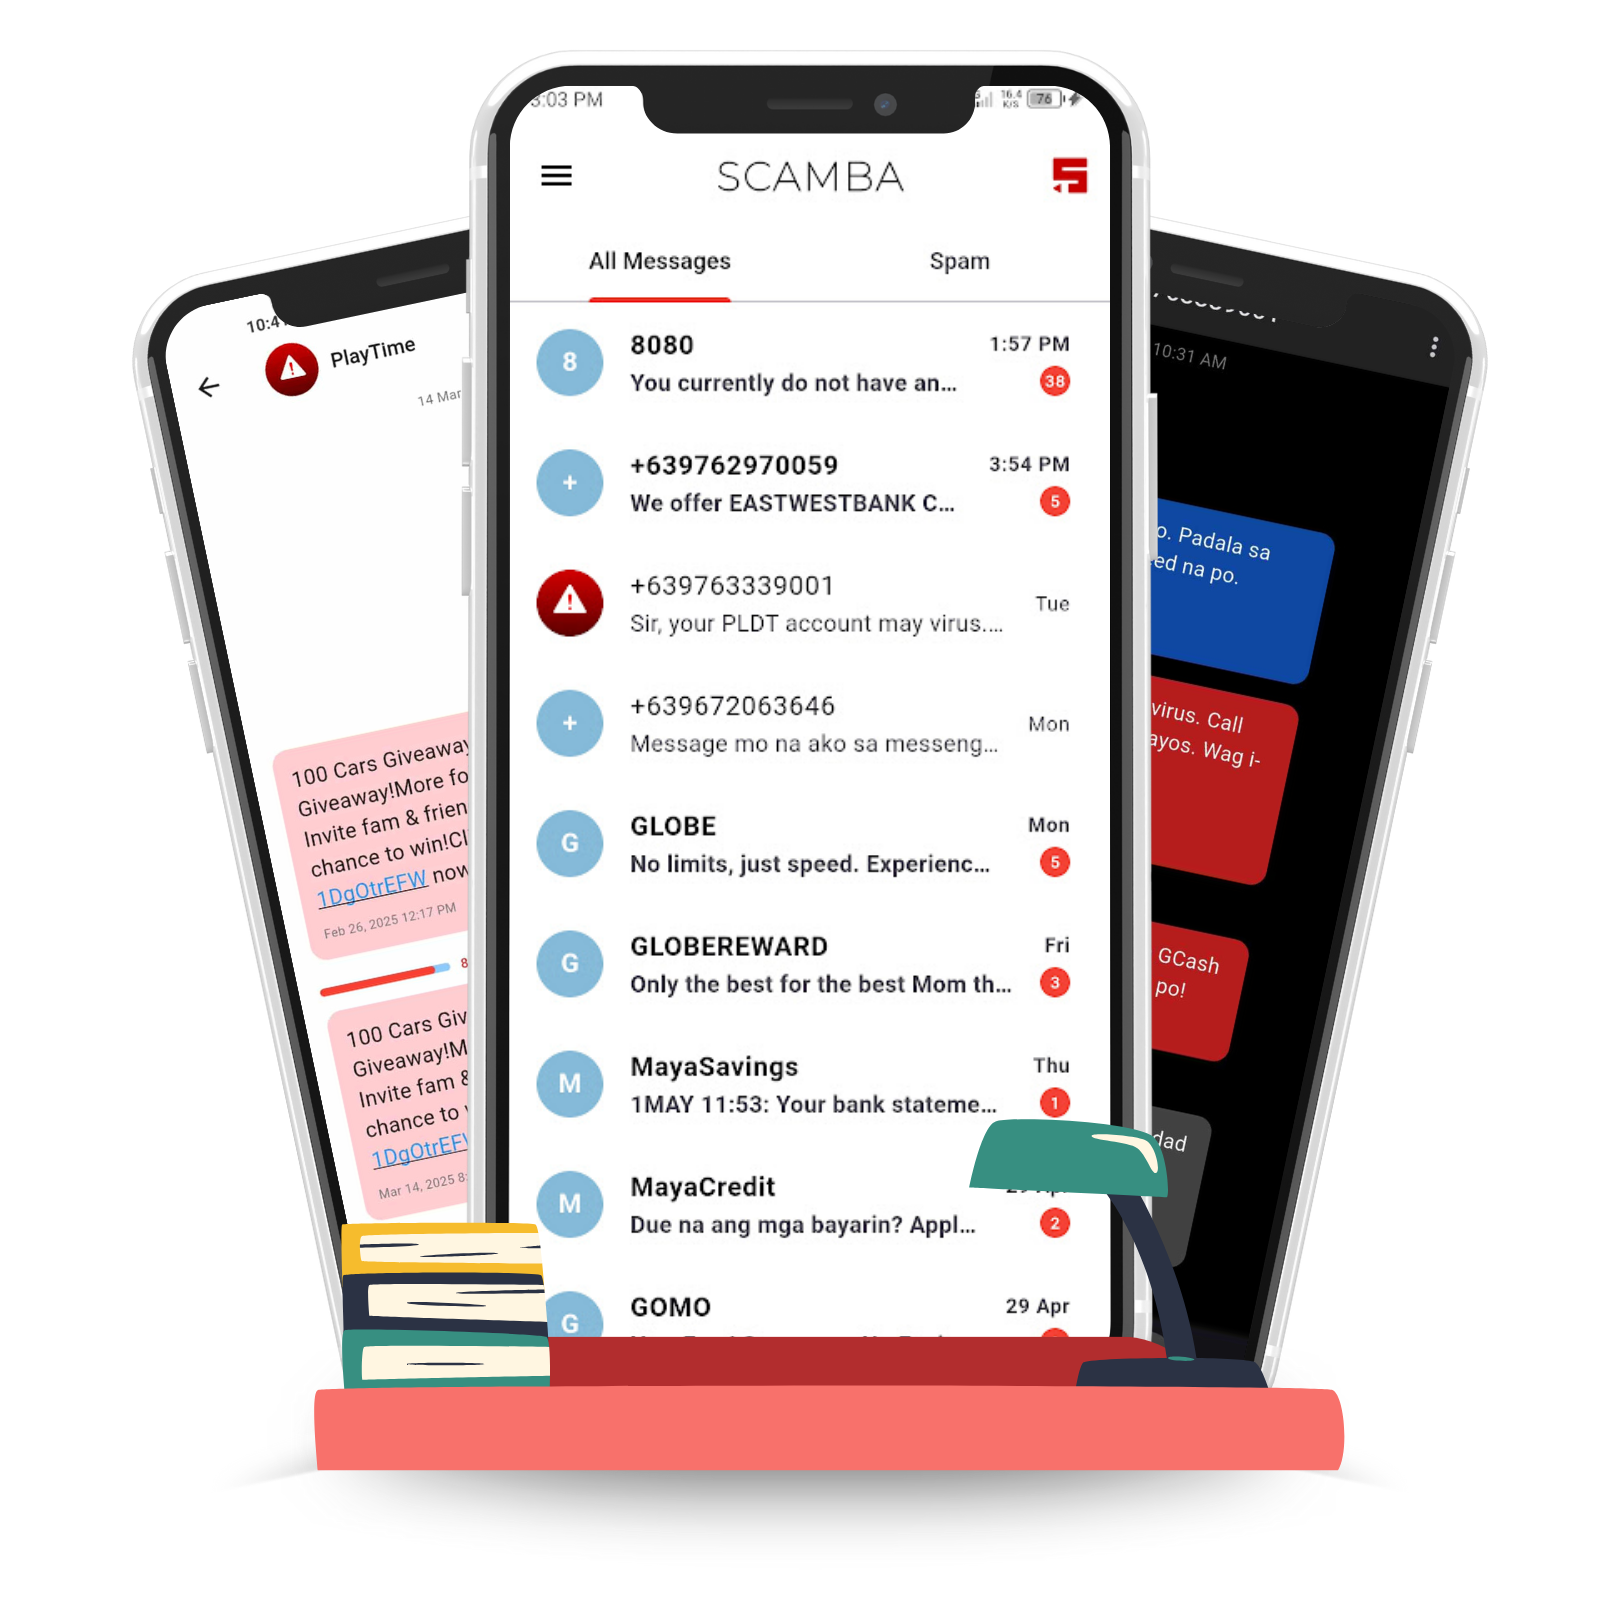 3:03 PM
16.4
K/S
76
SCAMBA
All Messages
Spam
8080
1:57 PM
You currently do not have an...
38
+639762970059
3:54 PM
We offer EASTWESTBANK C...
5
+639763339001
Tue
Sir, your PLDT account may virus....
+639672063646
Mon
Message mo na ako sa messeng...
GLOBE
Mon
No limits, just speed. Experienc...
5
GLOBEREWARD
Fri
Only the best for the best Mom th...
3
MayaSavings
Thu
1MAY 11:53: Your bank stateme...
1
MayaCredit
29 Apr
Due na ang mga bayarin? Appl...
2
GOMO
29 Apr
10:4
PlayTime
14 Mar
100 Cars Giveaway
Giveaway!More fo
Invite fam & frien
chance to win!Cl
1DgOtrEFW now
Feb 26, 2025 12:17 PM
8
100 Cars Giv
Giveaway!M
Invite fam &
chance to
1DgOtrEF
Mar 14, 2025 8:
10:31 AM
o. Padala sa
ed na po.
virus. Call
ayos. Wag i-
GCash
po!
dad